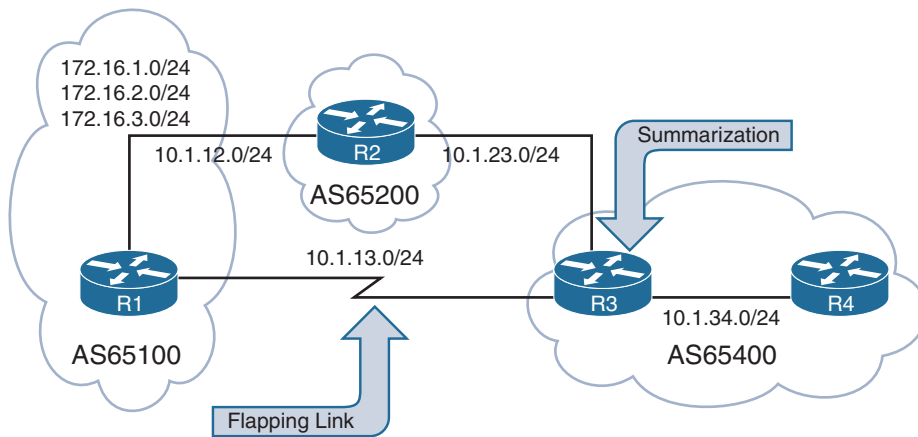 172.16.1.0/24
172.16.2.0/24
172.16.3.0/24
Summarization
R2
10.1.12.0/24
10.1.23.0/24
AS65200
10.1.13.0/24
R1
R3
R4
10.1.34.0/24
AS65100
AS65400
Flapping Link